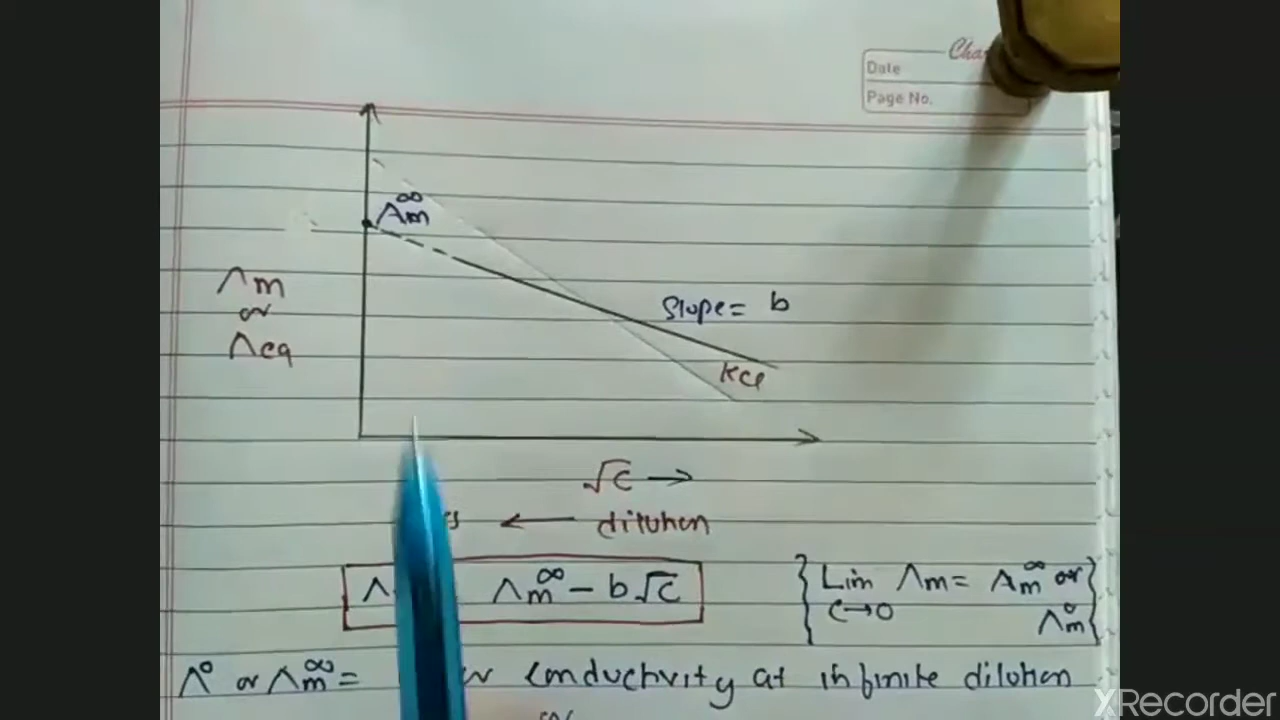 Date
Page No.
Λm∞
Λm
or
Λeq
Slope = b
KCl
√C →
← dilution
Λm∞ - b√C
{ Lim Λm = Λm∞ or }
C→0 Λm°
Λ° or Λm∞ = conductivity at infinite dilution
XRecorder